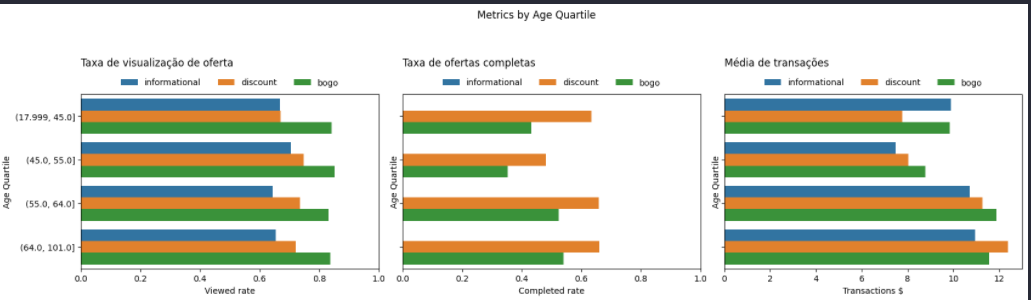 Metrics by Age Quartile
Taxa de visualização de oferta
informational discount bogo
(17.999, 45.0]
(45.0, 55.0]
(55.0, 64.0]
(64.0, 101.0]
Age Quartile
0.0 0.2 0.4 0.6 0.8 1.0
Viewed rate
Taxa de ofertas completas
informational discount bogo
Age Quartile
0.0 0.2 0.4 0.6 0.8 1.0
Completed rate
Média de transações
informational discount bogo
Age Quartile
0 2 4 6 8 10 12
Transactions $